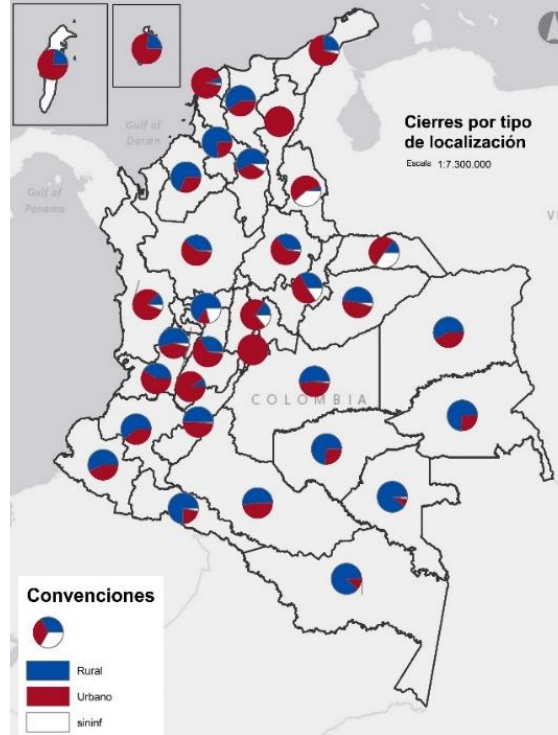 Cierres por tipo
de localización
Escala 1:7.300.000
Gulf of
Darien
Gulf of
Panama
VE
COLOMBIA
Convenciones
Rural
Urbano
sininf